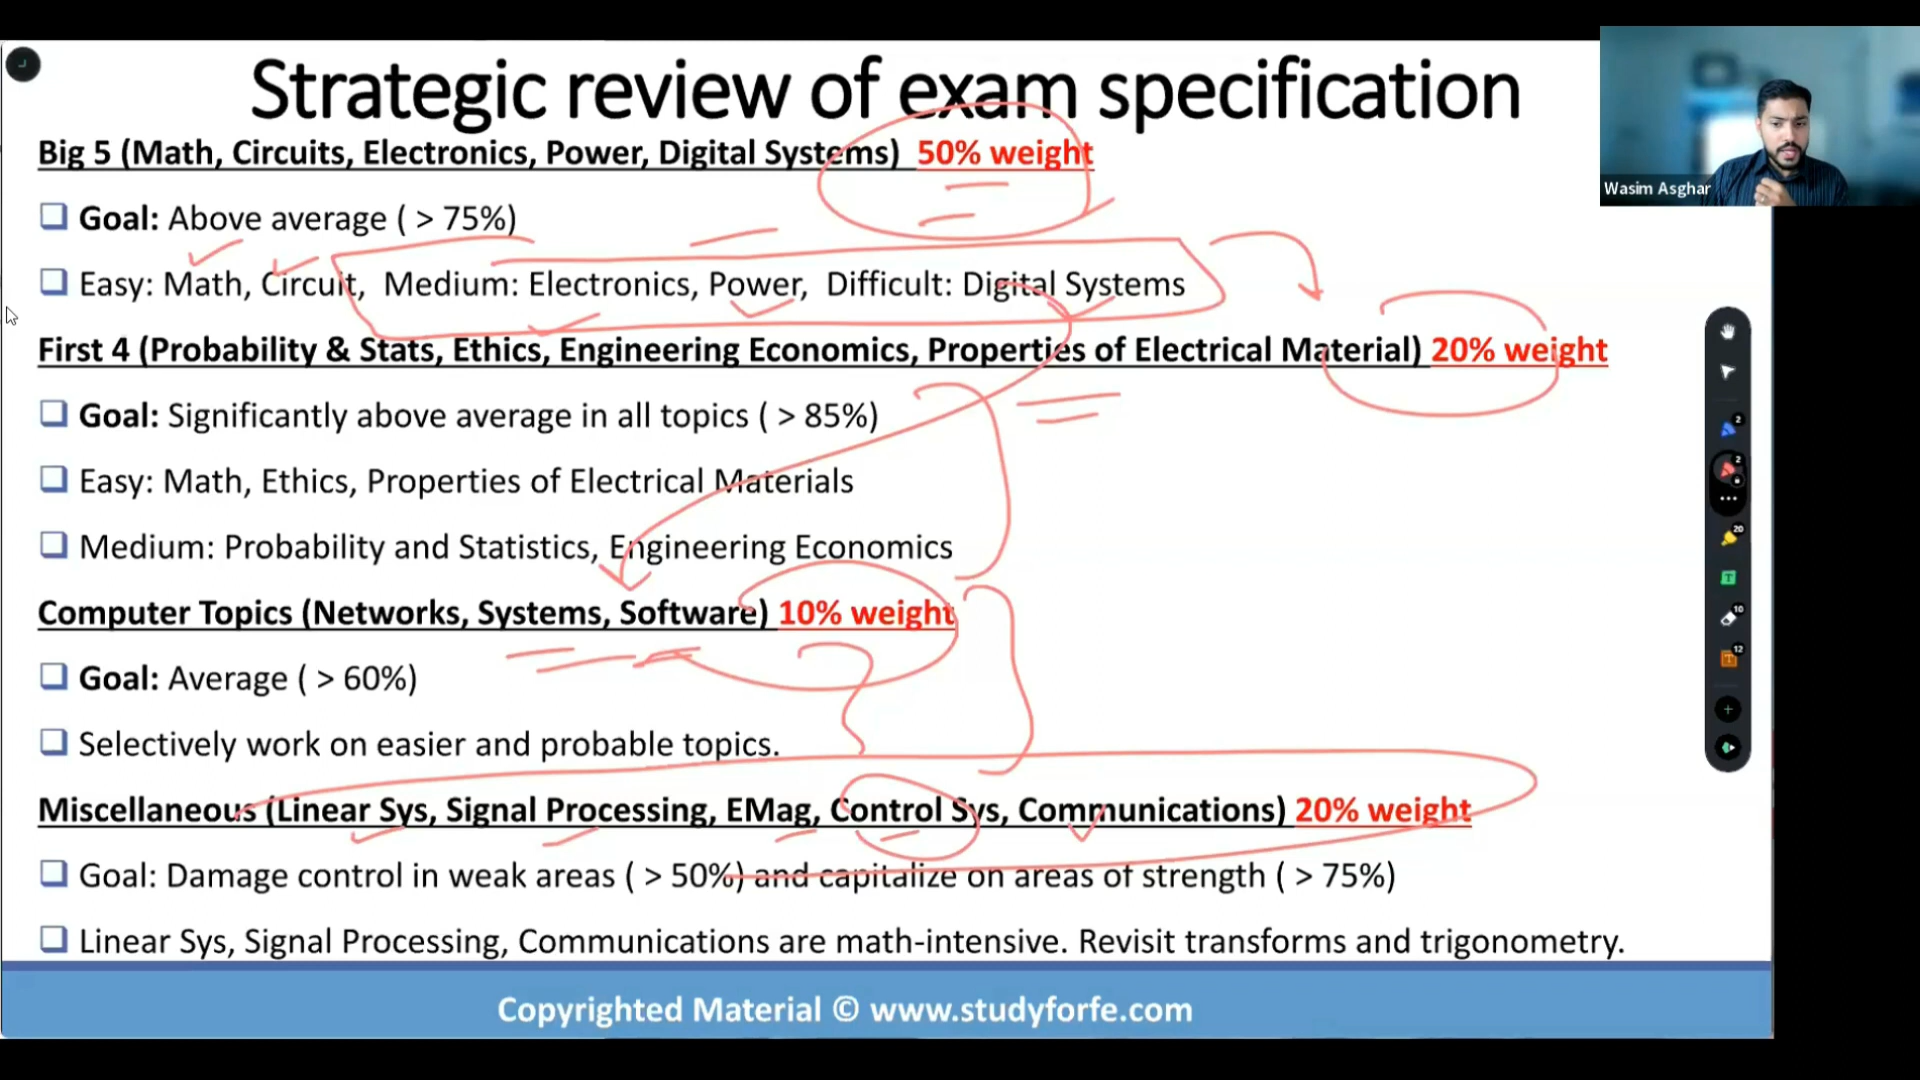 Strategic review of exam specification
Wasim Asghar
Big 5 (Math, Circuits, Electronics, Power, Digital Systems) 50% weight
Goal: Above average ( > 75%)
Easy: Math, Circuit, Medium: Electronics, Power, Difficult: Digital Systems
First 4 (Probability & Stats, Ethics, Engineering Economics, Properties of Electrical Material) 20% weight
Goal: Significantly above average in all topics ( > 85%)
Easy: Math, Ethics, Properties of Electrical Materials
Medium: Probability and Statistics, Engineering Economics
Computer Topics (Networks, Systems, Software) 10% weight
Goal: Average ( > 60%)
Selectively work on easier and probable topics.
Miscellaneous (Linear Sys, Signal Processing, EMag, Control Sys, Communications) 20% weight
Goal: Damage control in weak areas ( > 50%) and capitalize on areas of strength ( > 75%)
Linear Sys, Signal Processing, Communications are math-intensive. Revisit transforms and trigonometry.
Copyrighted Material © www.studyforfe.com
2
2
20
T
10
T
12